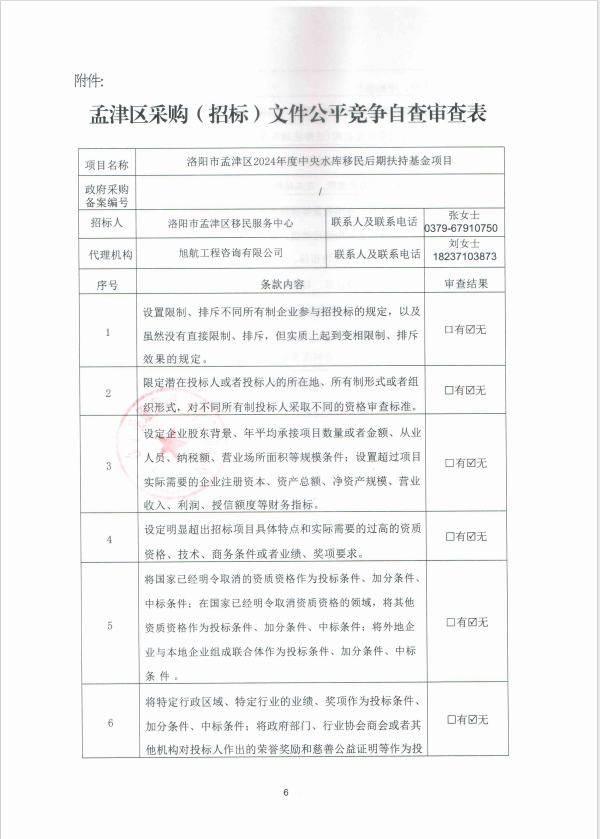 附件:
孟津区采购（招标）文件公平竞争自查审查表
项目名称
洛阳市孟津区2024年度中央水库移民后期扶持基金项目
政府采购
备案编号
/
招标人
洛阳市孟津区移民服务中心
联系人及联系电话
张女士
0379-67910750
代理机构
旭航工程咨询有限公司
联系人及联系电话
刘女士
18237103873
序号
条款内容
审查结果
1
设置限制、排斥不同所有制企业参与招投标的规定，以及
虽然没有直接限制、排斥，但实质上起到变相限制、排斥
效果的规定。
□有☑无
2
限定潜在投标人或者投标人的所在地、所有制形式或者组
织形式，对不同所有制投标人采取不同的资格审查标准。
□有☑无
3
设定企业股东背景、年平均承接项目数量或者金额、从业
人员、纳税额、营业场所面积等规模条件；设置超过项目
实际需要的企业注册资本、资产总额、净资产规模、营业
收入、利润、授信额度等财务指标。
□有☑无
4
设定明显超出招标项目具体特点和实际需要的过高的资质
资格、技术、商务条件或者业绩、奖项要求。
□有☑无
5
将国家已经明令取消的资质资格作为投标条件、加分条件、
中标条件；在国家已经明令取消资质资格的领域，将其他
资质资格作为投标条件、加分条件、中标条件；将外地企
业与本地企业组成联合体作为投标条件、加分条件、中标
条件。
□有☑无
6
将特定行政区域、特定行业的业绩、奖项作为投标条件、
加分条件、中标条件；将政府部门、行业协会商会或者其
他机构对投标人作出的荣誉奖励和慈善公益证明等作为投
□有☑无
6